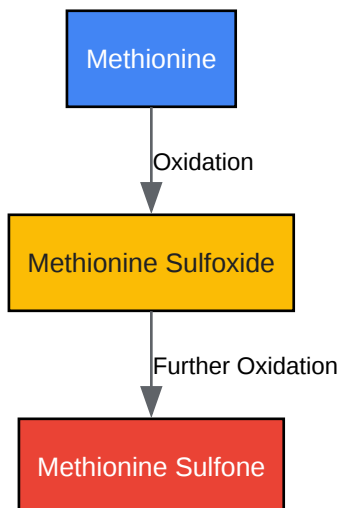 Methionine
Oxidation
Methionine Sulfoxide
Further Oxidation
Methionine Sulfone